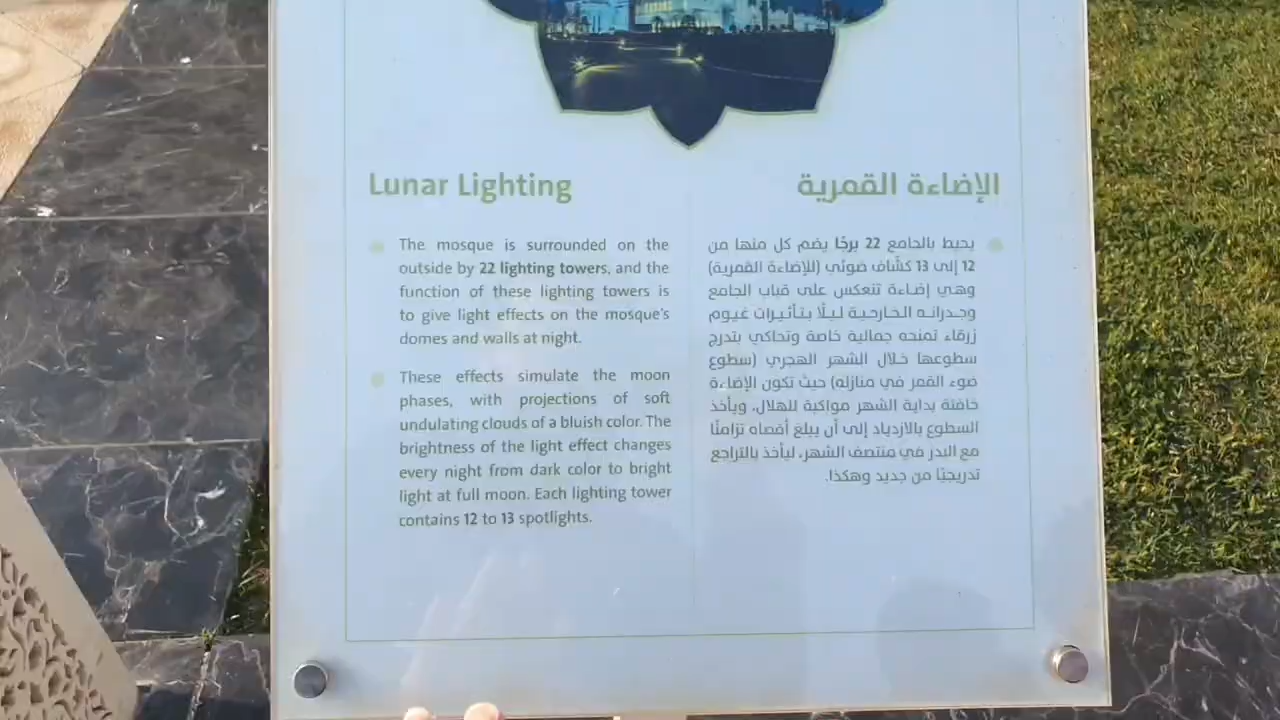 Lunar Lighting
The mosque is surrounded on the
outside by 22 lighting towers, and the
function of these lighting towers is
to give light effects on the mosque's
domes and walls at night.
These effects simulate the moon
phases, with projections of soft
undulating clouds of a bluish color. The
brightness of the light effect changes
every night from dark color to bright
light at full moon. Each lighting tower
contains 12 to 13 spotlights.
الإضاءة القمرية
يحيط بالجامع 22 برجًا يضم كل منها من
12 إلى 13 كشّاف ضوئي (للإضاءة القمرية)
وهي إضاءة تنعكس على قباب الجامع
وجدرانه الخارجية ليلًا بتأثيرات غيوم
زرقاء تمنحه جمالية خاصة وتحاكي بتدرج
سطوعها خلال الشهر الهجري (سطوع
ضوء القمر في منازله) حيث تكون الإضاءة
خافتة بداية الشهر مواكبة للهلال، ويأخذ
السطوع بالازدياد إلى أن يبلغ أقصاه تزامنًا
مع البدر في منتصف الشهر، ليأخذ بالتراجع
تدريجيًا من جديد وهكذا.